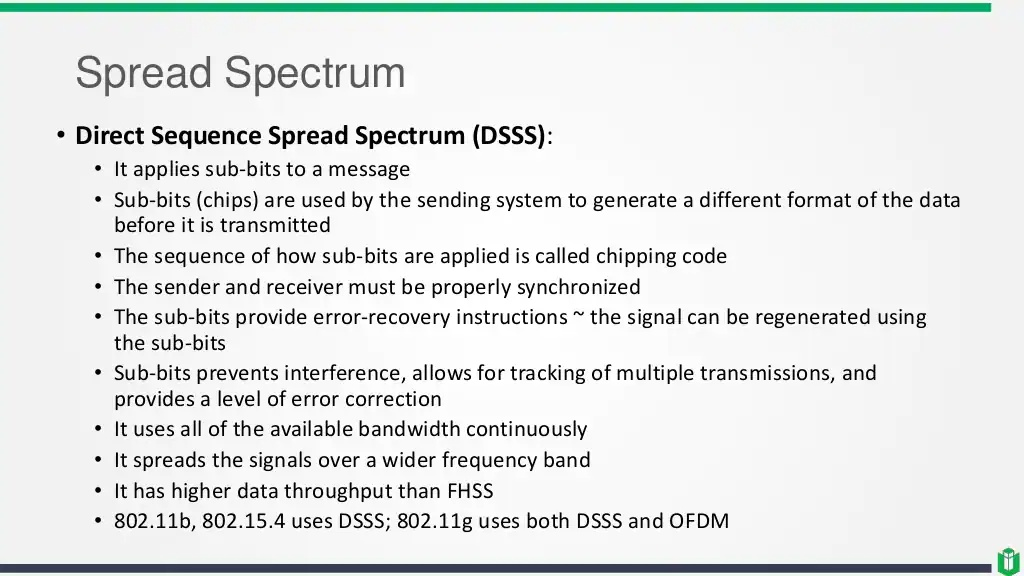 Spread Spectrum
• Direct Sequence Spread Spectrum (DSSS):
• It applies sub-bits to a message
• Sub-bits (chips) are used by the sending system to generate a different format of the data
before it is transmitted
• The sequence of how sub-bits are applied is called chipping code
• The sender and receiver must be properly synchronized
• The sub-bits provide error-recovery instructions ~ the signal can be regenerated using
the sub-bits
• Sub-bits prevents interference, allows for tracking of multiple transmissions, and
provides a level of error correction
• It uses all of the available bandwidth continuously
• It spreads the signals over a wider frequency band
• It has higher data throughput than FHSS
• 802.11b, 802.15.4 uses DSSS; 802.11g uses both DSSS and OFDM